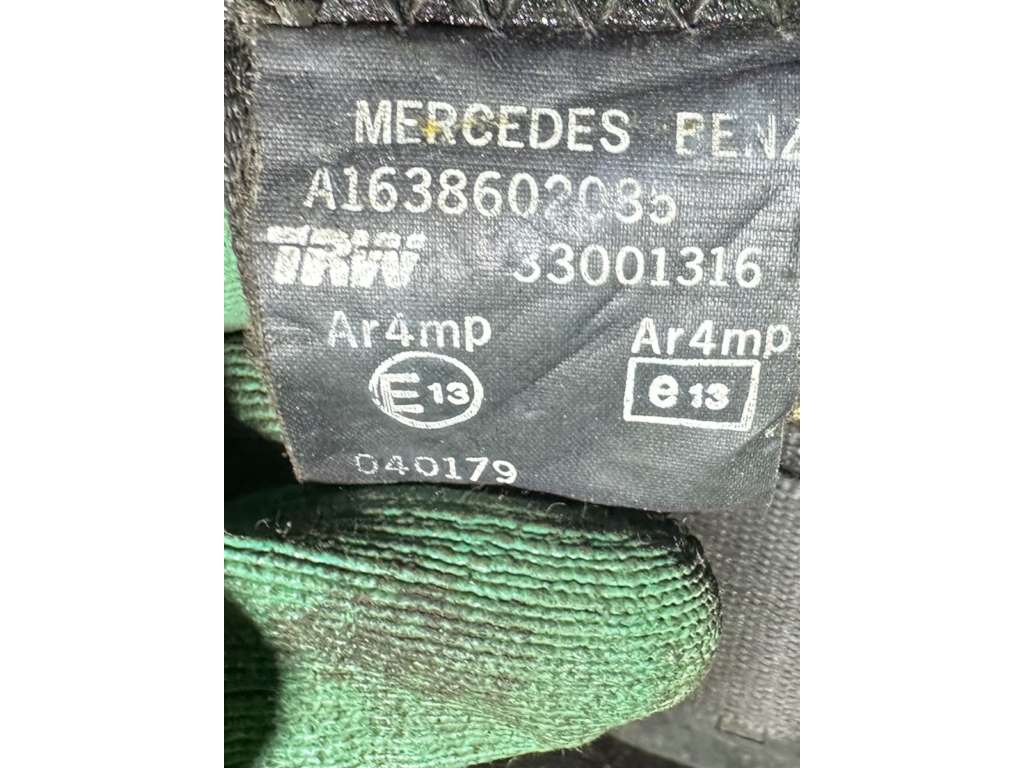 MERCEDES BENZ
A1638602085
TRW 33001316
Ar4mp Ar4mp
E13 e13
040179